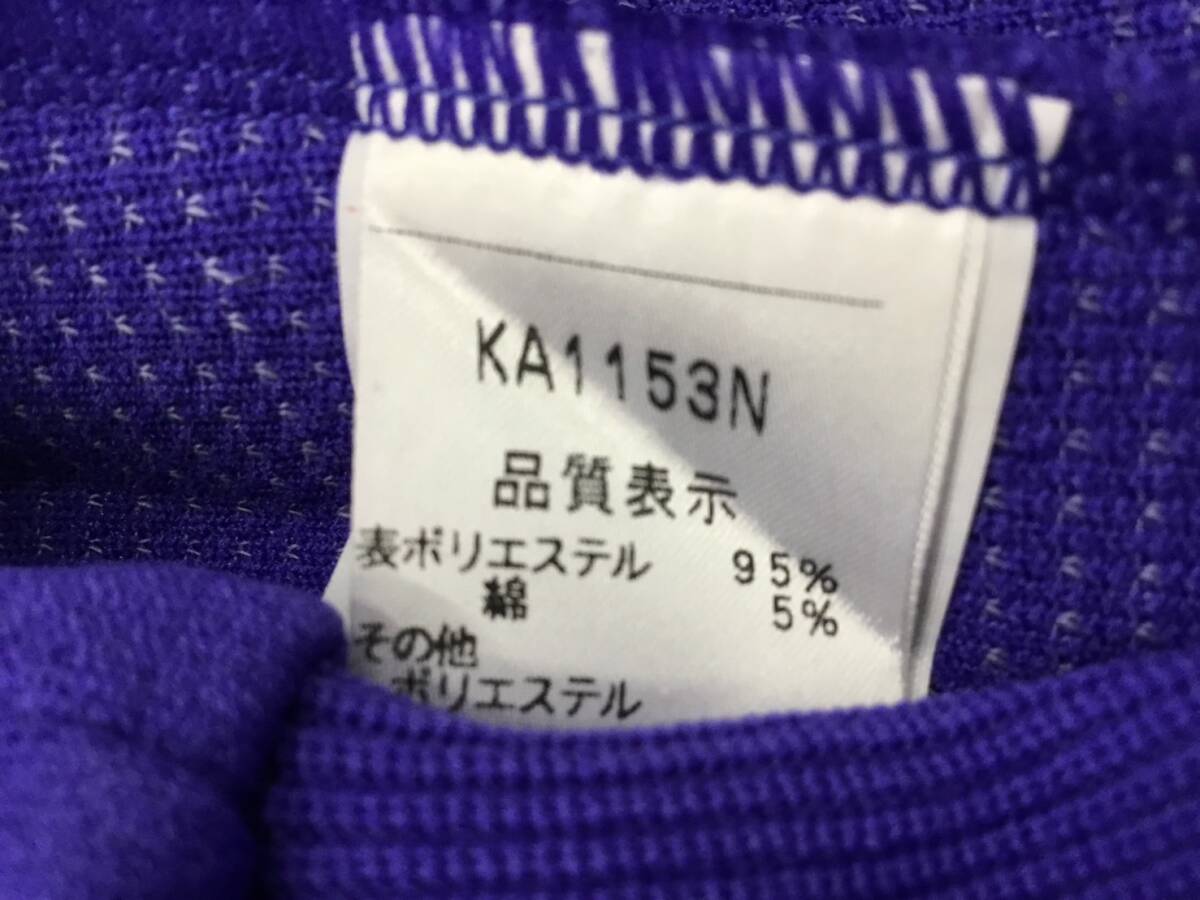 KA1153N
品質表示
表ポリエステル 95%
綿 5%
その他
ポリエステル